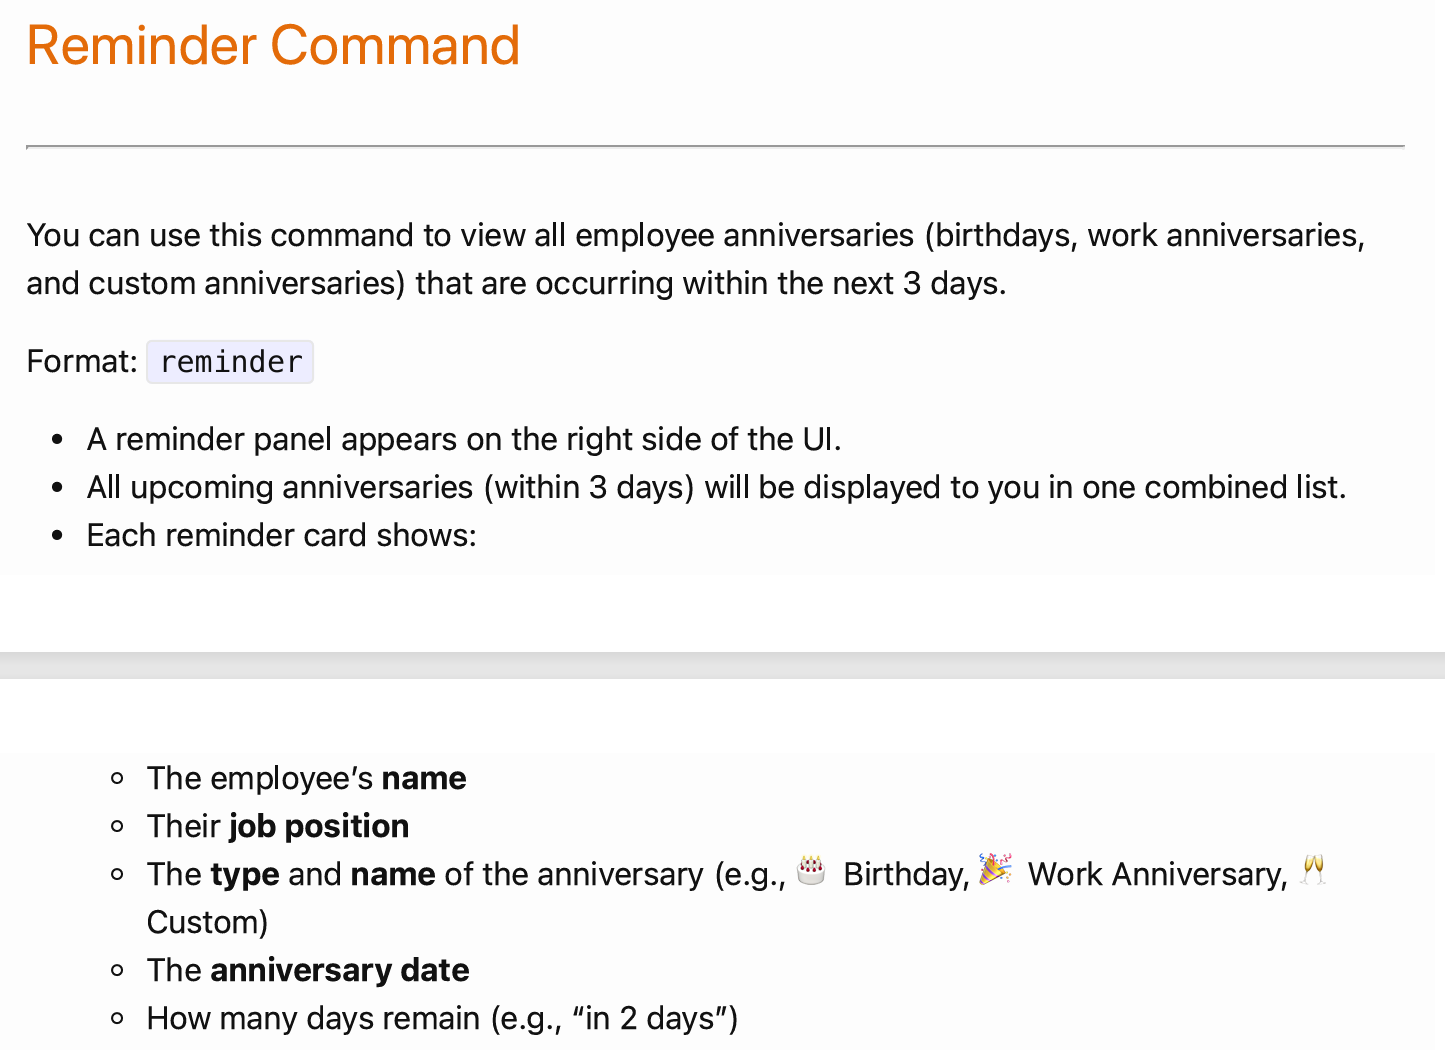 Reminder Command
You can use this command to view all employee anniversaries (birthdays, work anniversaries,
and custom anniversaries) that are occurring within the next 3 days.
Format: reminder
• A reminder panel appears on the right side of the UI.
• All upcoming anniversaries (within 3 days) will be displayed to you in one combined list.
• Each reminder card shows:
◦ The employee’s name
◦ Their job position
◦ The type and name of the anniversary (e.g., 🎂 Birthday, 🎉 Work Anniversary, 🥂
Custom)
◦ The anniversary date
◦ How many days remain (e.g., “in 2 days”)